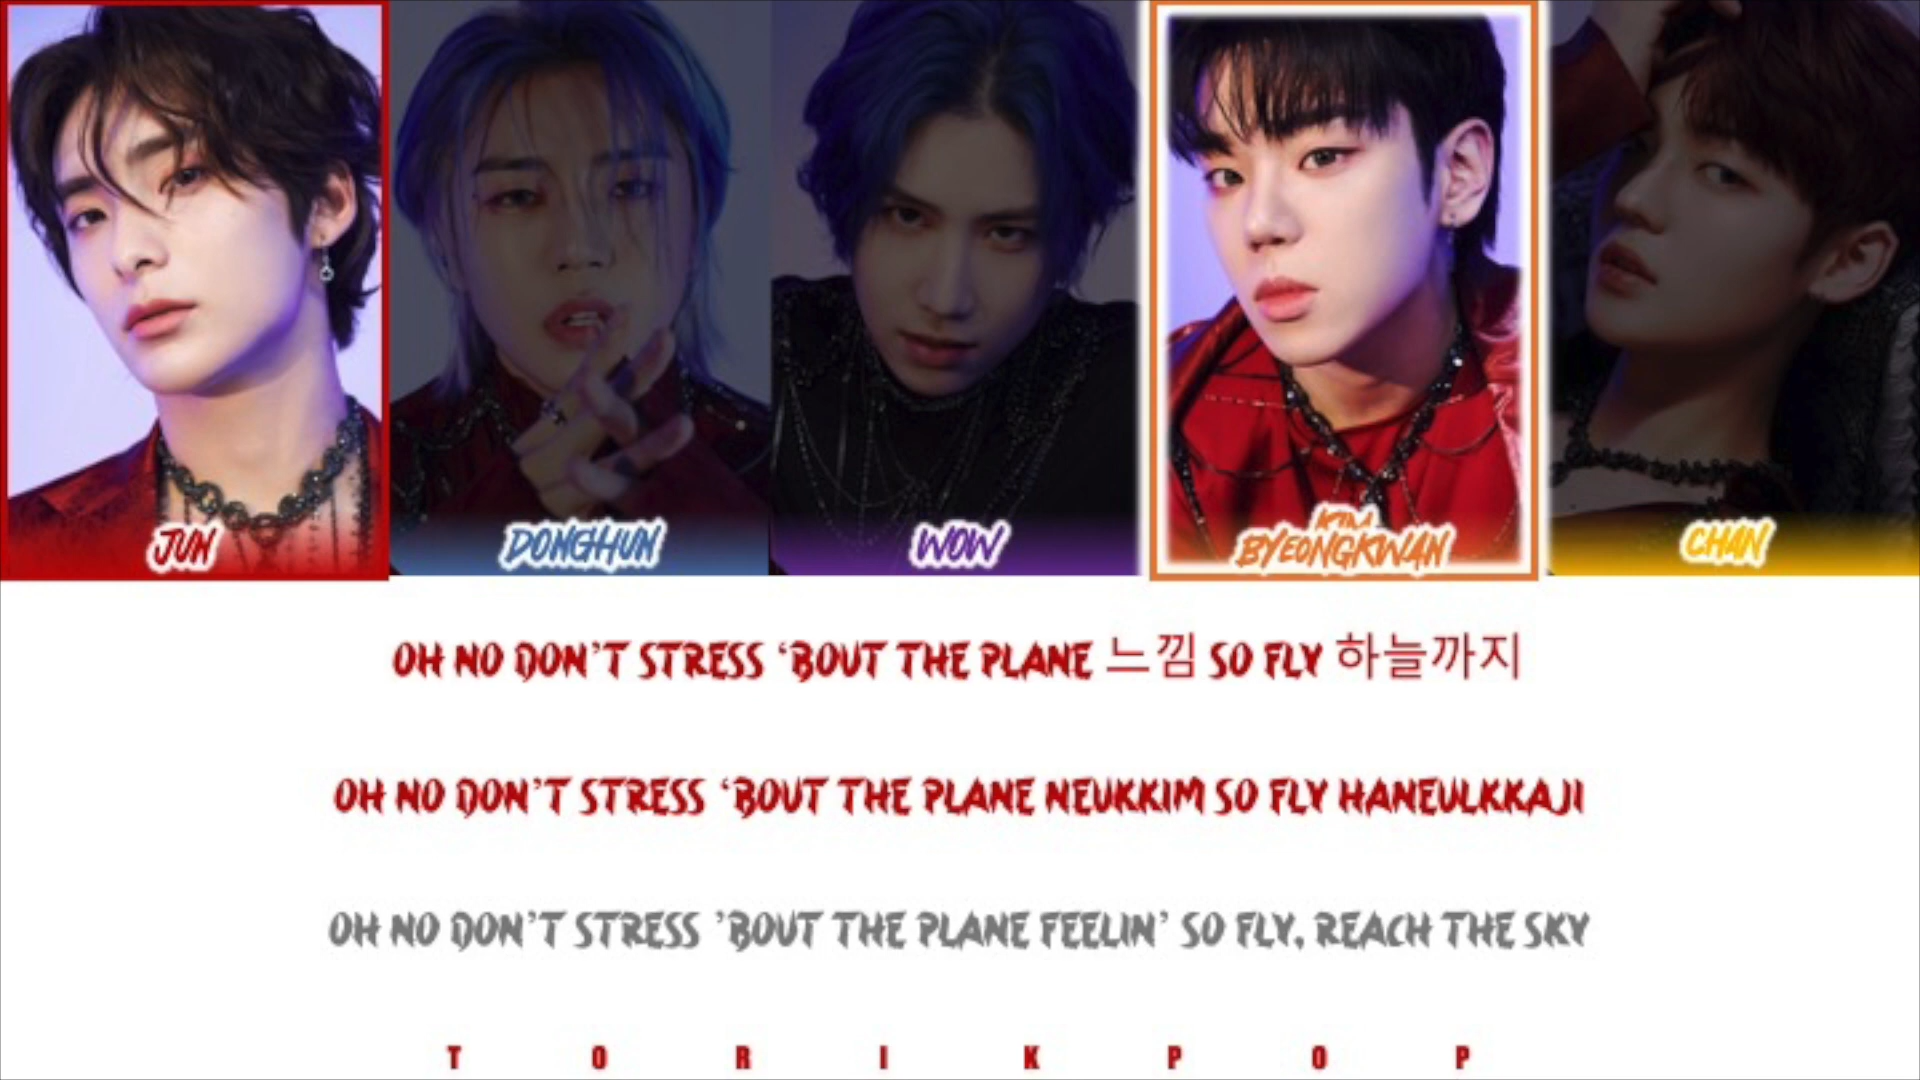 JUN
DONGHUN
WOW
KIM
BYEONGKWAN
CHAN
OH NO DON'T STRESS 'BOUT THE PLANE 느낌 SO FLY 하늘까지
OH NO DON'T STRESS 'BOUT THE PLANE NEUKKIM SO FLY HANEULKKAJI
OH NO DON'T STRESS 'BOUT THE PLANE FEELIN' SO FLY, REACH THE SKY
T O R I K P O P